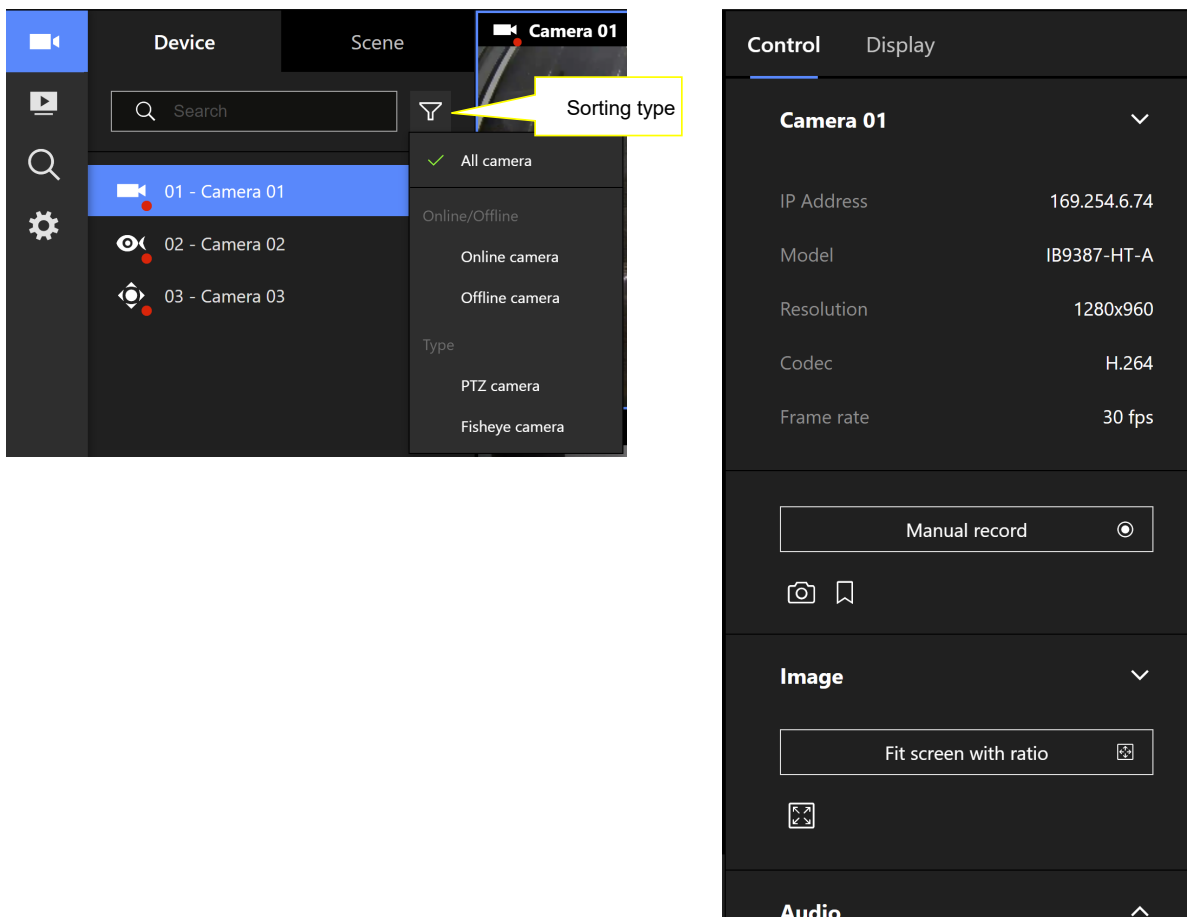 Device
Scene
Camera 01
Search
Sorting type
All camera
01 - Camera 01
Online/Offline
02 - Camera 02
Online camera
03 - Camera 03
Offline camera
Type
PTZ camera
Fisheye camera
Control
Display
Camera 01
IP Address 169.254.6.74
Model IB9387-HT-A
Resolution 1280x960
Codec H.264
Frame rate 30 fps
Manual record
Image
Fit screen with ratio
Audio